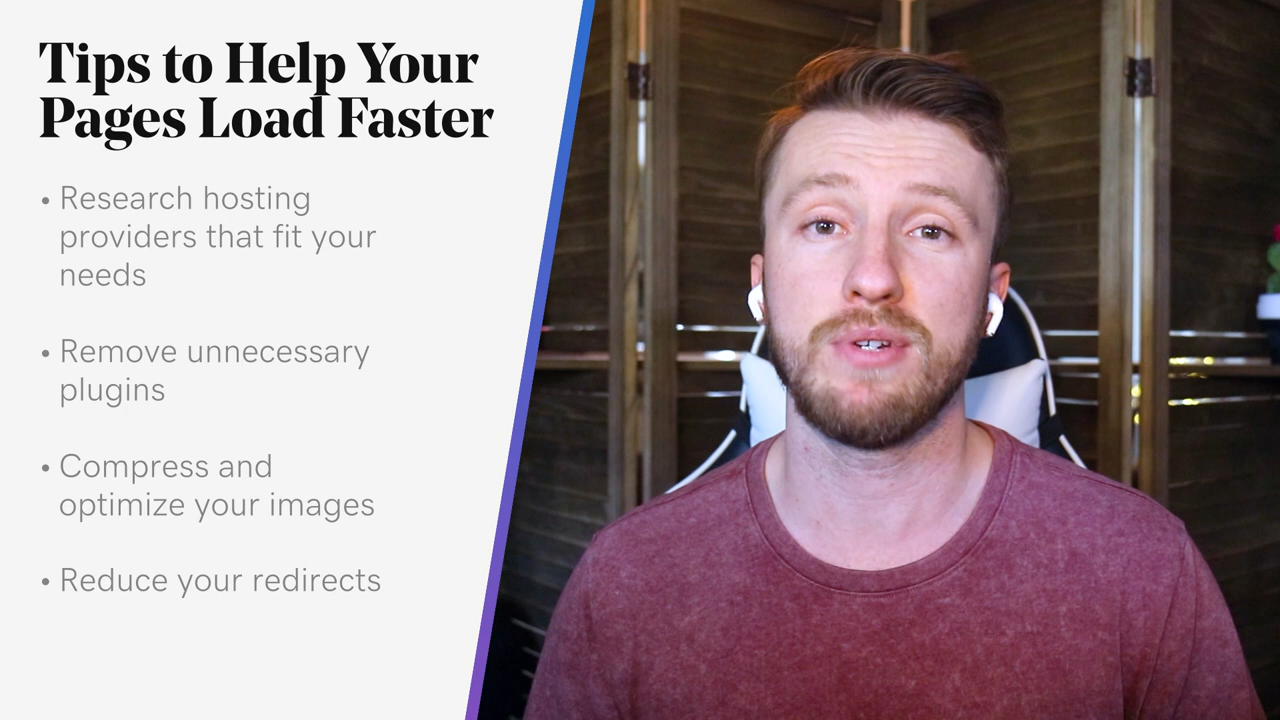 Tips to Help Your
Pages Load Faster
• Research hosting
providers that fit your
needs
• Remove unnecessary
plugins
• Compress and
optimize your images
• Reduce your redirects